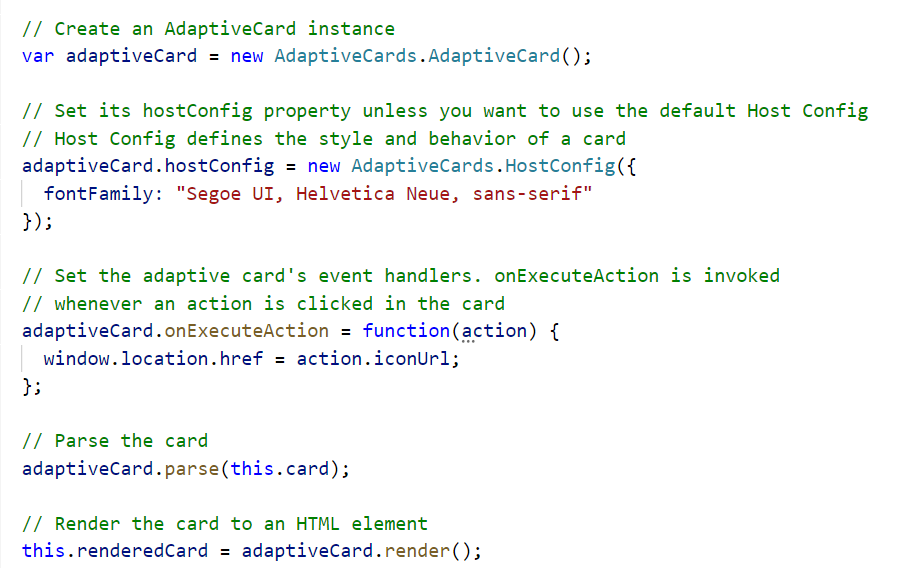 // Create an AdaptiveCard instance
var adaptiveCard = new AdaptiveCards.AdaptiveCard();
// Set its hostConfig property unless you want to use the default Host Config
// Host Config defines the style and behavior of a card
adaptiveCard.hostConfig = new AdaptiveCards.HostConfig({
fontFamily: "Segoe UI, Helvetica Neue, sans-serif"
});
// Set the adaptive card's event handlers. onExecuteAction is invoked
// whenever an action is clicked in the card
adaptiveCard.onExecuteAction = function(action) {
window.location.href = action.iconUrl;
};
// Parse the card
adaptiveCard.parse(this.card);
// Render the card to an HTML element
this.renderedCard = adaptiveCard.render();